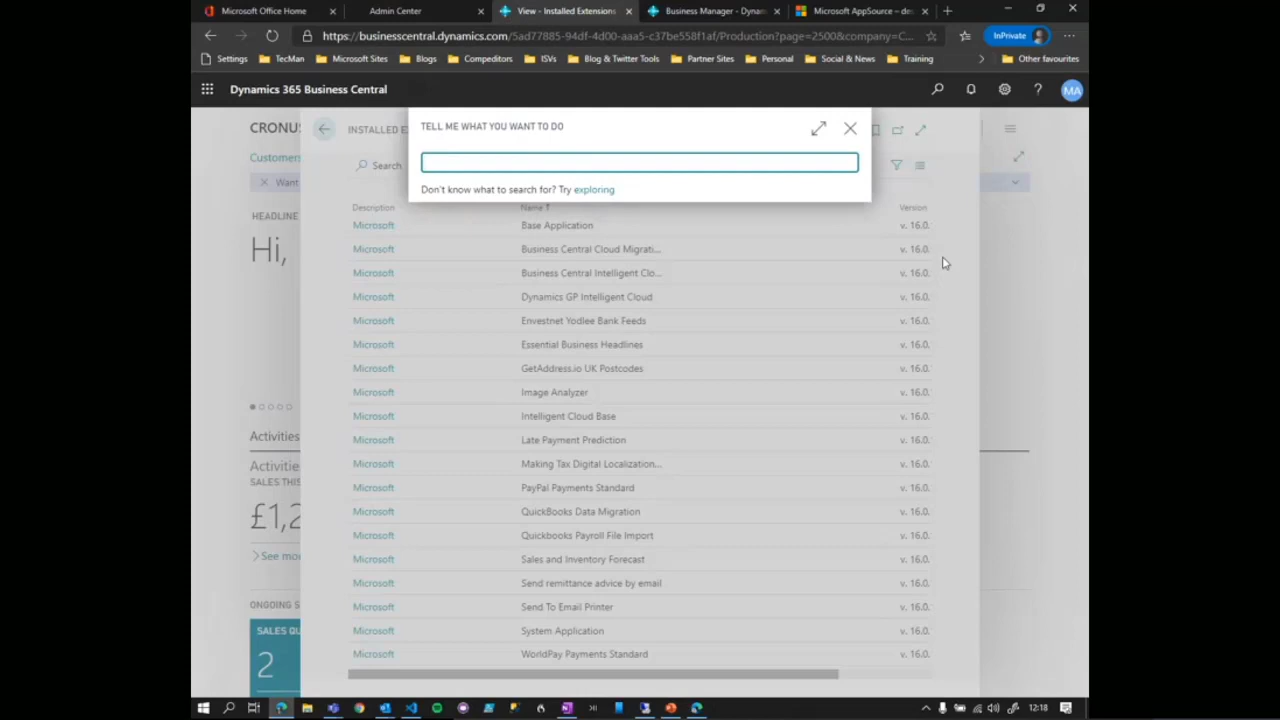 Microsoft Office Home
Admin Center
View - Installed Extensions
Business Manager - Dynam
Microsoft AppSource – de
https://businesscentral.dynamics.com/5ad77885-94df-4d00-aaa5-c37be558f1af/Production?page=2500&company=C...
InPrivate
Settings
TecMan
Microsoft Sites
Blogs
Compeditors
ISVs
Blog & Twitter Tools
Partner Sites
Personal
Social & News
Training
Other favourites
Dynamics 365 Business Central
MA
CRONUS
INSTALLED E
TELL ME WHAT YOU WANT TO DO
Customers
Search
Want
Don't know what to search for? Try exploring
HEADLINE
Hi,
Description Name Version
Microsoft Base Application v. 16.0.
Microsoft Business Central Cloud Migrati... v. 16.0.
Microsoft Business Central Intelligent Clo... v. 16.0.
Microsoft Dynamics GP Intelligent Cloud v. 16.0.
Microsoft Envestnet Yodlee Bank Feeds v. 16.0.
Microsoft Essential Business Headlines v. 16.0.
Microsoft GetAddress.io UK Postcodes v. 16.0.
Microsoft Image Analyzer v. 16.0.
Microsoft Intelligent Cloud Base v. 16.0.
Microsoft Late Payment Prediction v. 16.0.
Microsoft Making Tax Digital Localization... v. 16.0.
Microsoft PayPal Payments Standard v. 16.0.
Microsoft QuickBooks Data Migration v. 16.0.
Microsoft Quickbooks Payroll File Import v. 16.0.
Microsoft Sales and Inventory Forecast v. 16.0.
Microsoft Send remittance advice by email v. 16.0.
Microsoft Send To Email Printer v. 16.0.
Microsoft System Application v. 16.0.
Microsoft WorldPay Payments Standard v. 16.0.
Activities
Activitie
SALES THIS
£1,2
See mo
ONGOING S
SALES QU
2
12:18